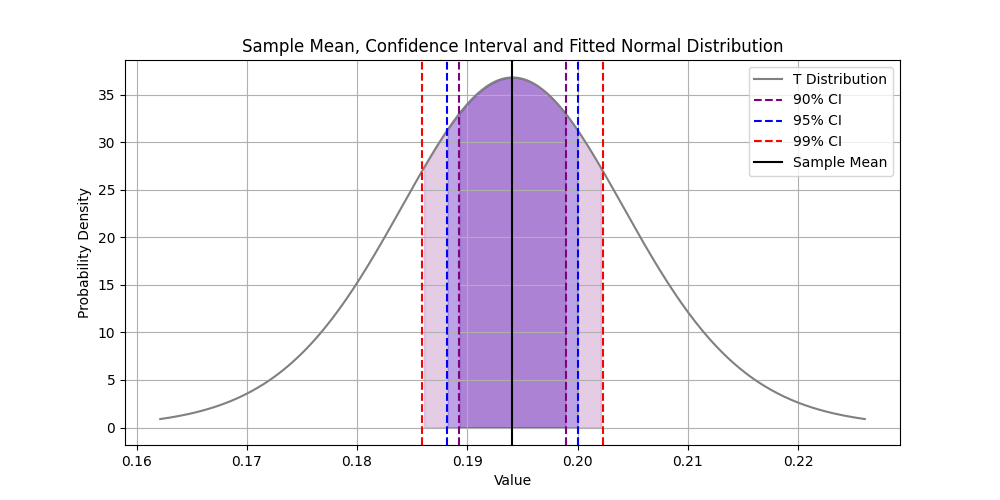 Sample Mean, Confidence Interval and Fitted Normal Distribution
Probability Density
35
30
25
20
15
10
5
0
T Distribution
90% CI
95% CI
99% CI
Sample Mean
0.16 0.17 0.18 0.19 0.20 0.21 0.22
Value